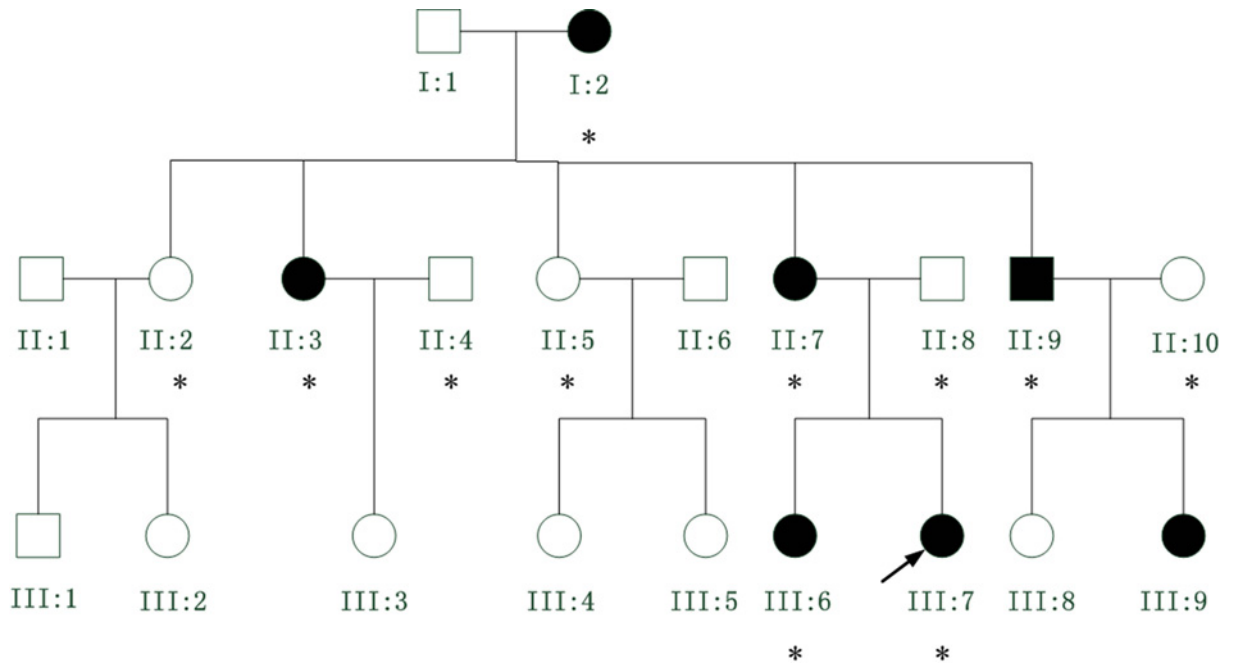 I:1 I:2
*
II:1 II:2 II:3 II:4 II:5 II:6 II:7 II:8 II:9 II:10
* * * * * * * *
III:1 III:2 III:3 III:4 III:5 III:6 III:7 III:8 III:9
* *